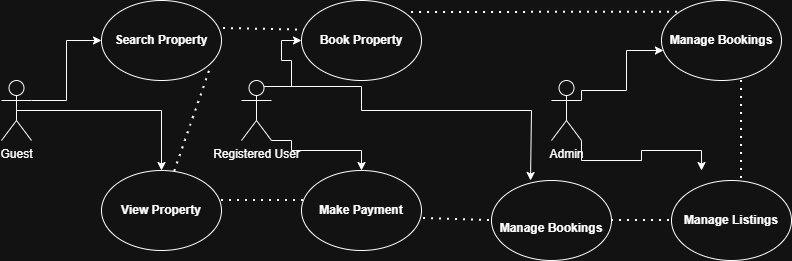 Search Property
Book Property
Manage Bookings
Guest
Registered User
Admin
View Property
Make Payment
Manage Bookings
Manage Listings